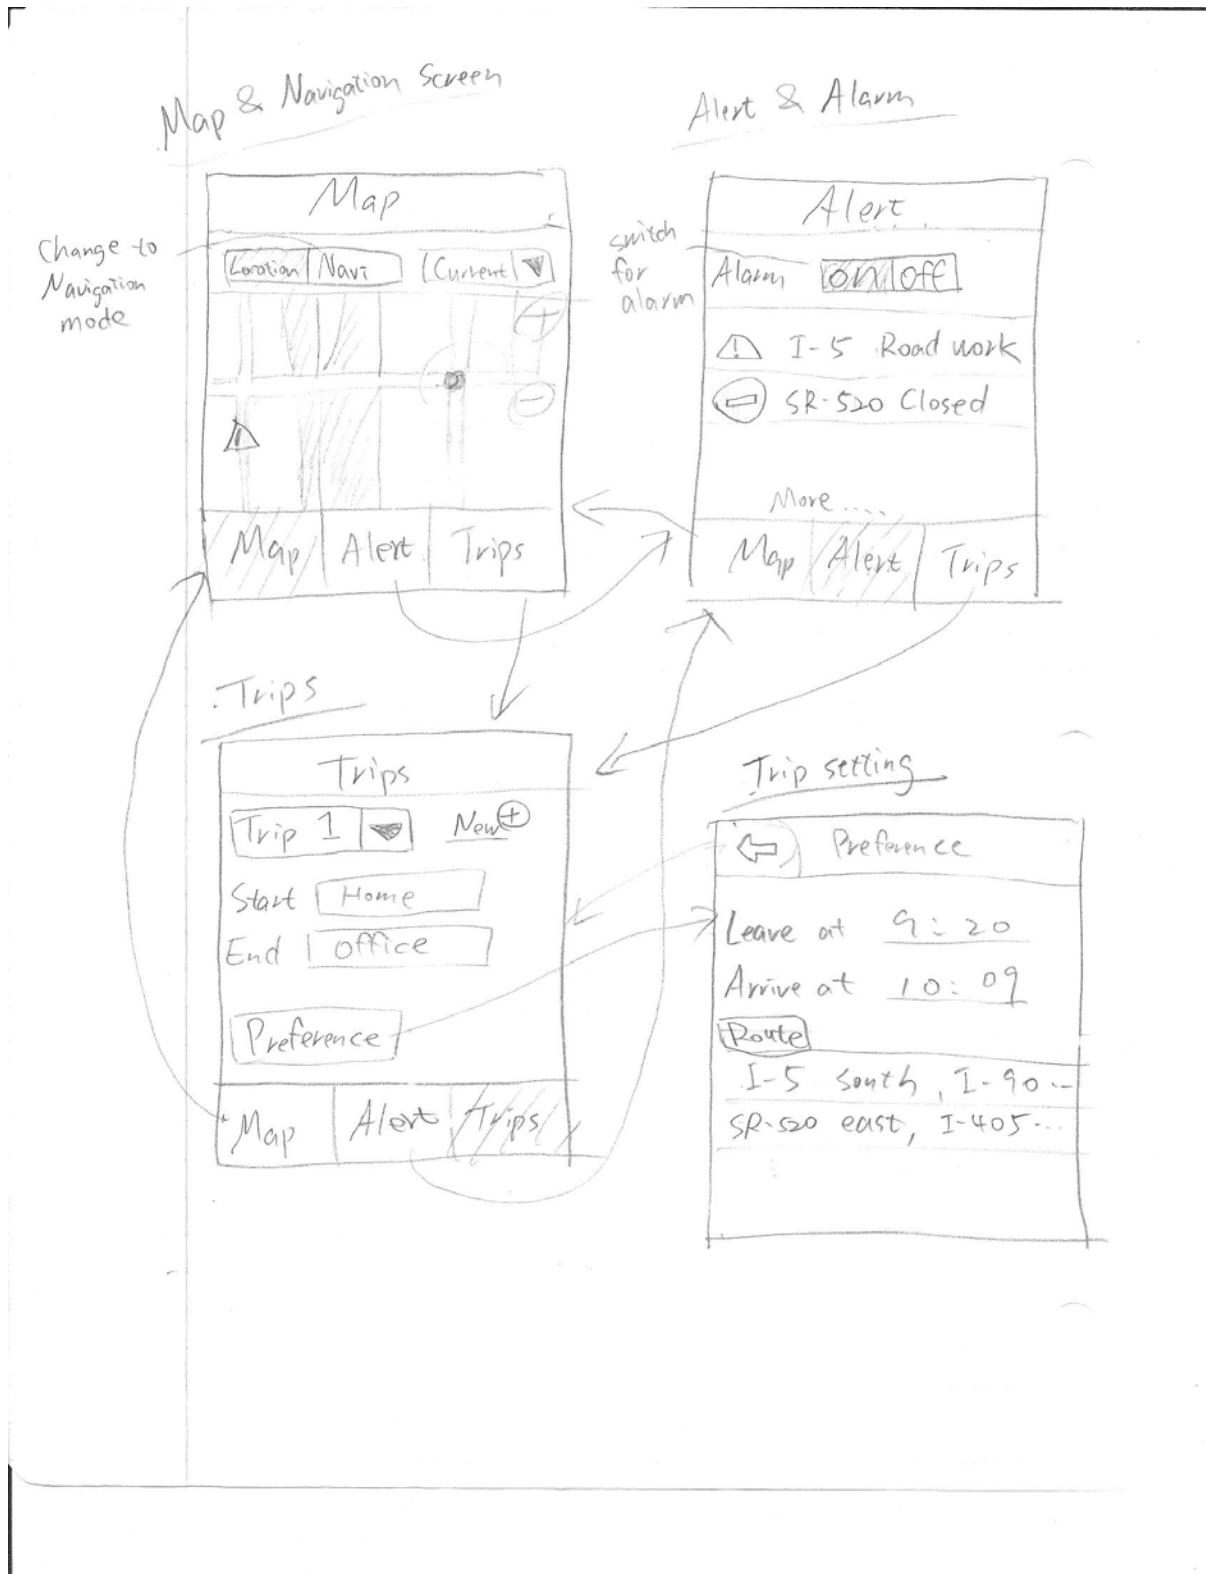 Map & Navigation Screen
Map
Change to
Navigation
mode
Location Navi Current
Map Alert Trips
Alert & Alarm
Alert
switch
for
alarm
Alarm on off
I-5 Road work
SR-520 Closed
More....
Map Alert Trips
Trips
Trips
Trip 1 New
Start Home
End office
Preference
Map Alert Trips
Trip setting
Preference
Leave at 9:20
Arrive at 10:09
Route
I-5 south, I-90...
SR-520 east, I-405...